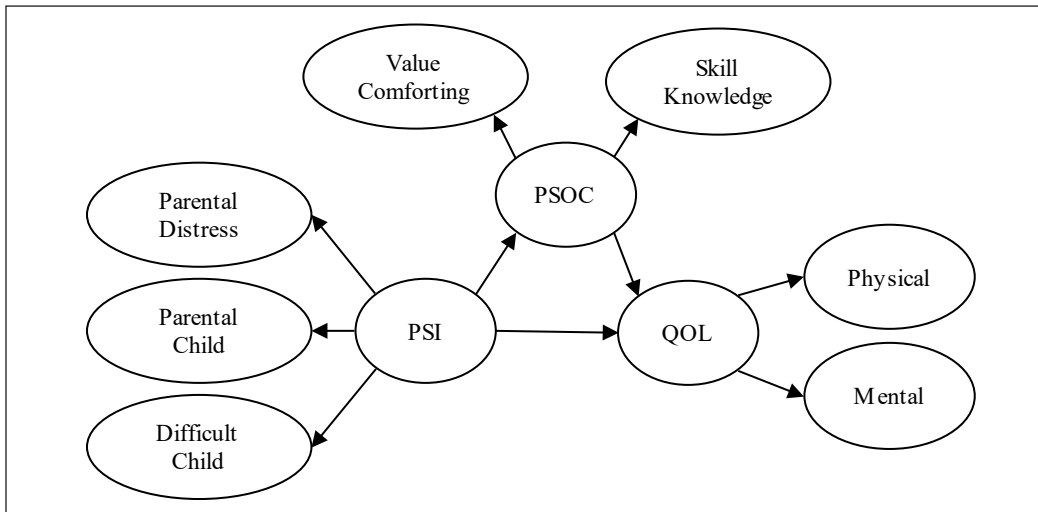 Value
Comforting
Skill
Knowledge
PSOC
Parental
Distress
Physical
Parental
Child
PSI
QOL
Mental
Difficult
Child